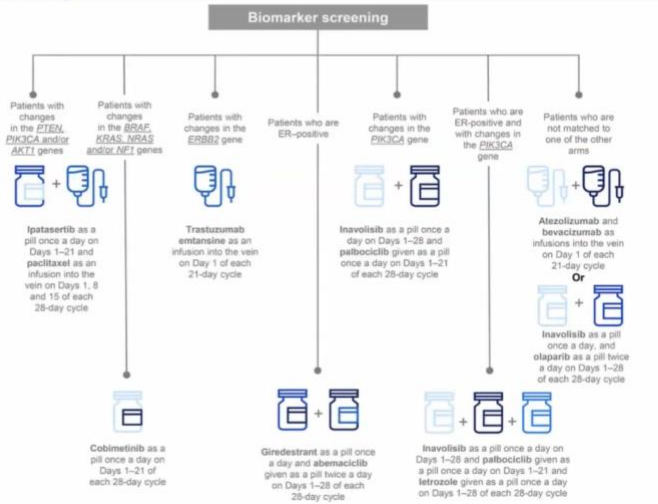 Biomarker screening
Patients with
changes
in the PTEN,
PIK3CA and/or
AKT1 genes
Patients with
changes
in the BRAF,
KRAS, NRAS
and/or NF1 genes
Patients with
changes in the
ERBB2 gene
Patients who are
ER–positive
Patients with
changes in the
PIK3CA gene
Patients who are
ER-positive and
with changes in
the PIK3CA
gene
Patients who are
not matched to
one of the other
arms
+
+
+
Ipatasertib as a
pill once a day on
Days 1–21 and
paclitaxel as an
infusion into the
vein on Days 1, 8
and 15 of each
28-day cycle
Trastuzumab
emtansine as an
infusion into the vein
on Day 1 of each
21-day cycle
Inavolisib as a pill once a
day on Days 1–28 and
palbociclib given as a pill
once a day on Days 1–21
of each 28-day cycle
Atezolizumab and
bevacizumab as
infusions into the vein
on Day 1 of each
21-day cycle
Or
+
Inavolisib as a pill
once a day, and
olaparib as a pill twice
a day on Days 1–28
of each 28-day cycle
+
+
+
Cobimetinib as a
pill once a day on
Days 1–21 of
each 28-day cycle
Giredestrant as a pill once
a day and abemaciclib
given as a pill twice a day
on Days 1–28 of each
28-day cycle
Inavolisib as a pill once a day on
Days 1–28 and palbociclib given as
a pill once a day on Days 1–21 and
letrozole given as a pill once a day
on Days 1–28 of each 28-day cycle